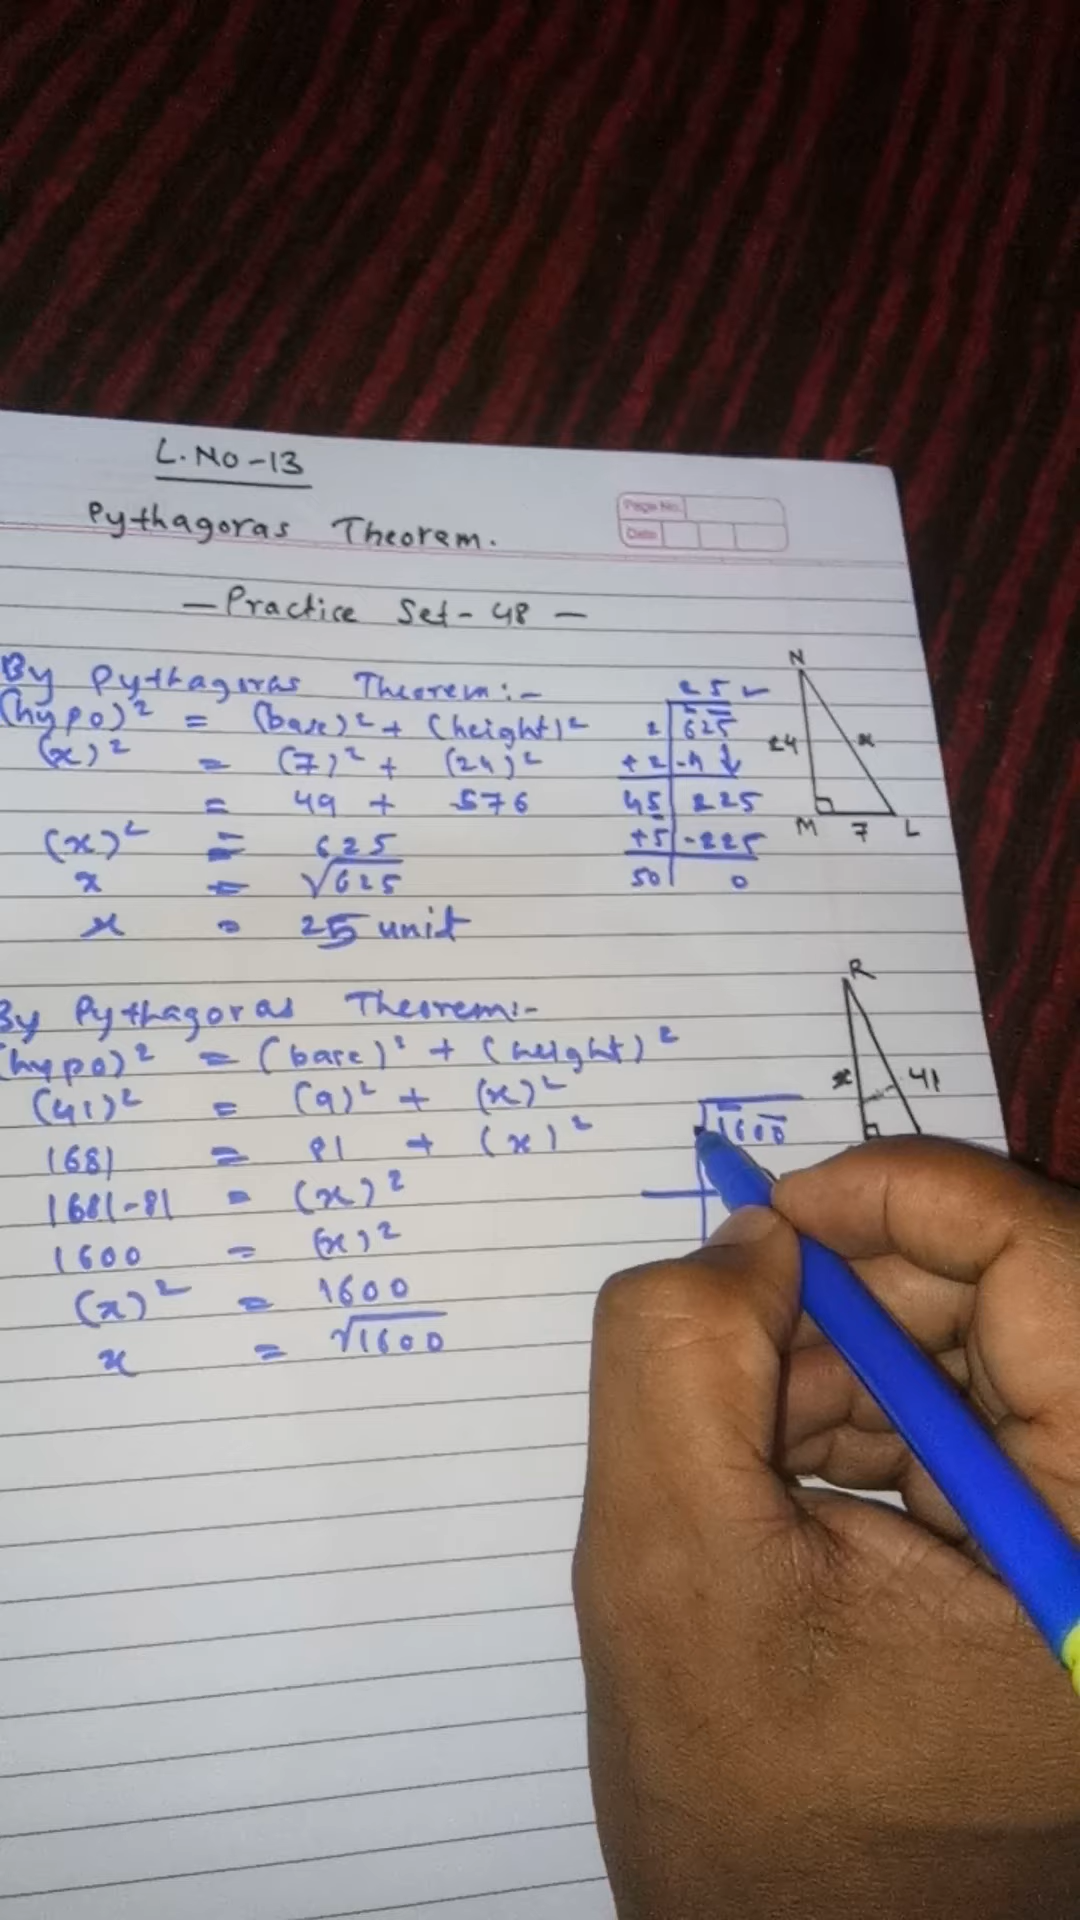 L.No-13
Pythagoras Theorem.
Page No.
Date
- Practice Set - 48 -
By Pythagoras Theorem:-
(hypo)² = (base)² + (height)²
(x)² = (7)² + (24)²
= 49 + 576
(x)² = 625
x = √625
x = 25 unit
25
2 625
+2 -4 ↓
45 225
+5 -225
50 0
N
24 x
M 7 L
By Pythagoras Theorem:-
(hypo)² = (base)² + (height)²
(41)² = (9)² + (x)²
1681 = 81 + (x)²
1681-81 = (x)²
1600 = (x)²
(x)² = 1600
x = √1600
1600
R
x 41